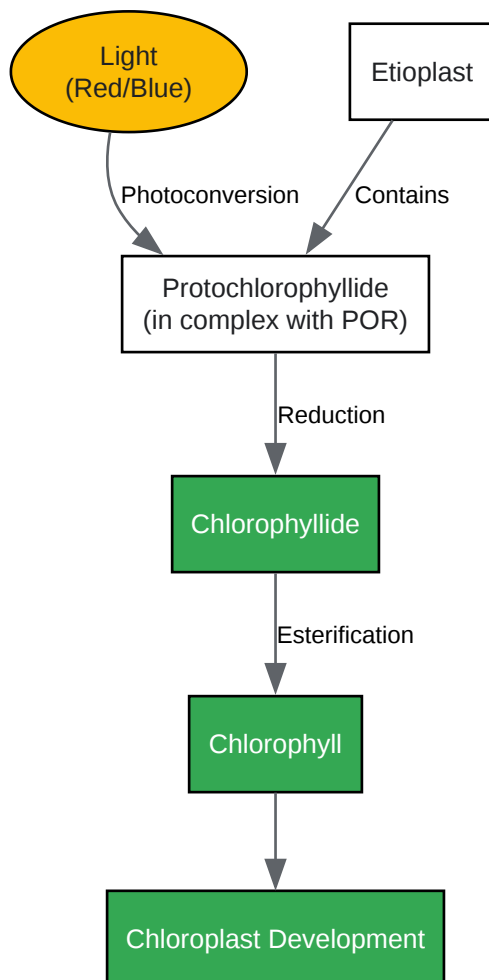 Light
(Red/Blue)
Etioplast
Photoconversion
Contains
Protochlorophyllide
(in complex with POR)
Reduction
Chlorophyllide
Esterification
Chlorophyll
Chloroplast Development